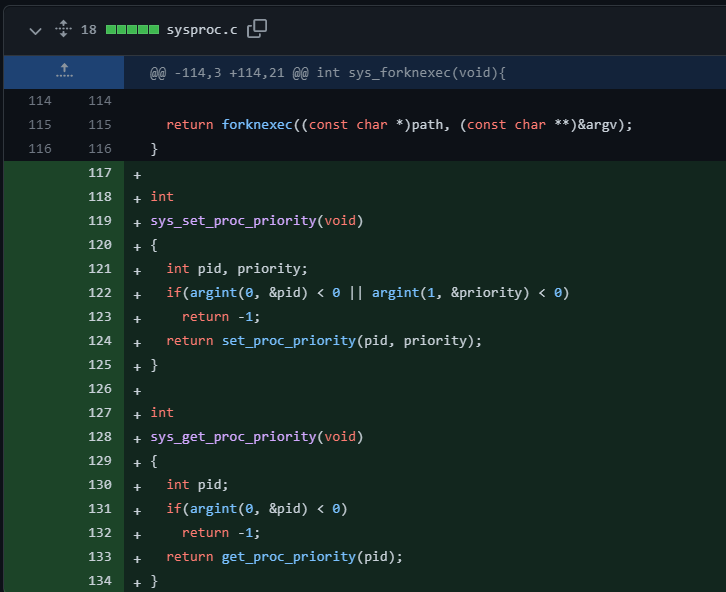 18 sysproc.c
@@ -114,3 +114,21 @@ int sys_forknexec(void){
114 114
115 115 return forknexec((const char *)path, (const char **)&argv);
116 116 }
117 +
118 + int
119 + sys_set_proc_priority(void)
120 + {
121 + int pid, priority;
122 + if(argint(0, &pid) < 0 || argint(1, &priority) < 0)
123 + return -1;
124 + return set_proc_priority(pid, priority);
125 + }
126 +
127 + int
128 + sys_get_proc_priority(void)
129 + {
130 + int pid;
131 + if(argint(0, &pid) < 0)
132 + return -1;
133 + return get_proc_priority(pid);
134 + }